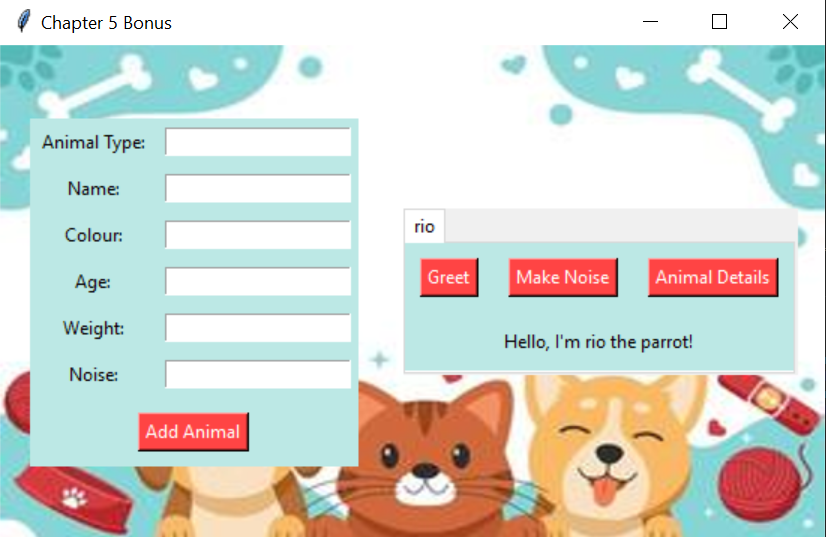 Chapter 5 Bonus
Animal Type:
Name:
Colour:
Age:
Weight:
Noise:
Add Animal
rio
Greet Make Noise Animal Details
Hello, I'm rio the parrot!